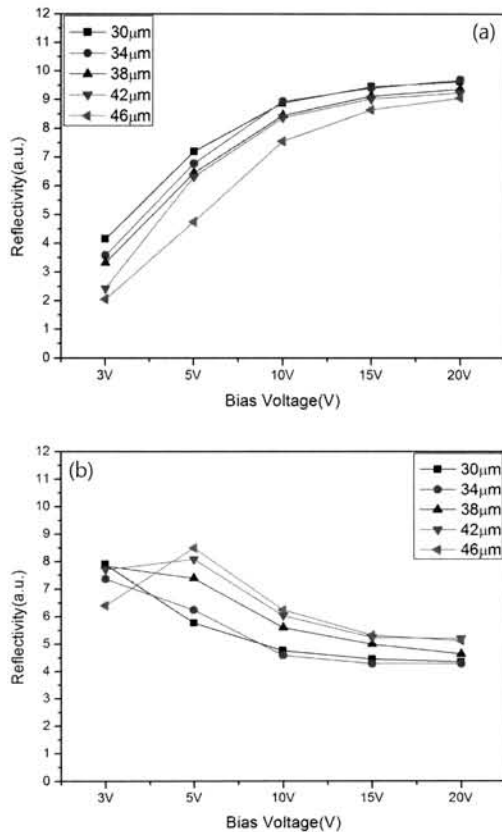 (a)
30μm
34μm
38μm
42μm
46μm
12
11
10
9
8
7
6
5
4
3
2
1
0
Reflectivity(a.u.)
3V 5V 10V 15V 20V
Bias Voltage(V)
(b)
30μm
34μm
38μm
42μm
46μm
12
11
10
9
8
7
6
5
4
3
2
1
0
Reflectivity(a.u.)
3V 5V 10V 15V 20V
Bias Voltage(V)